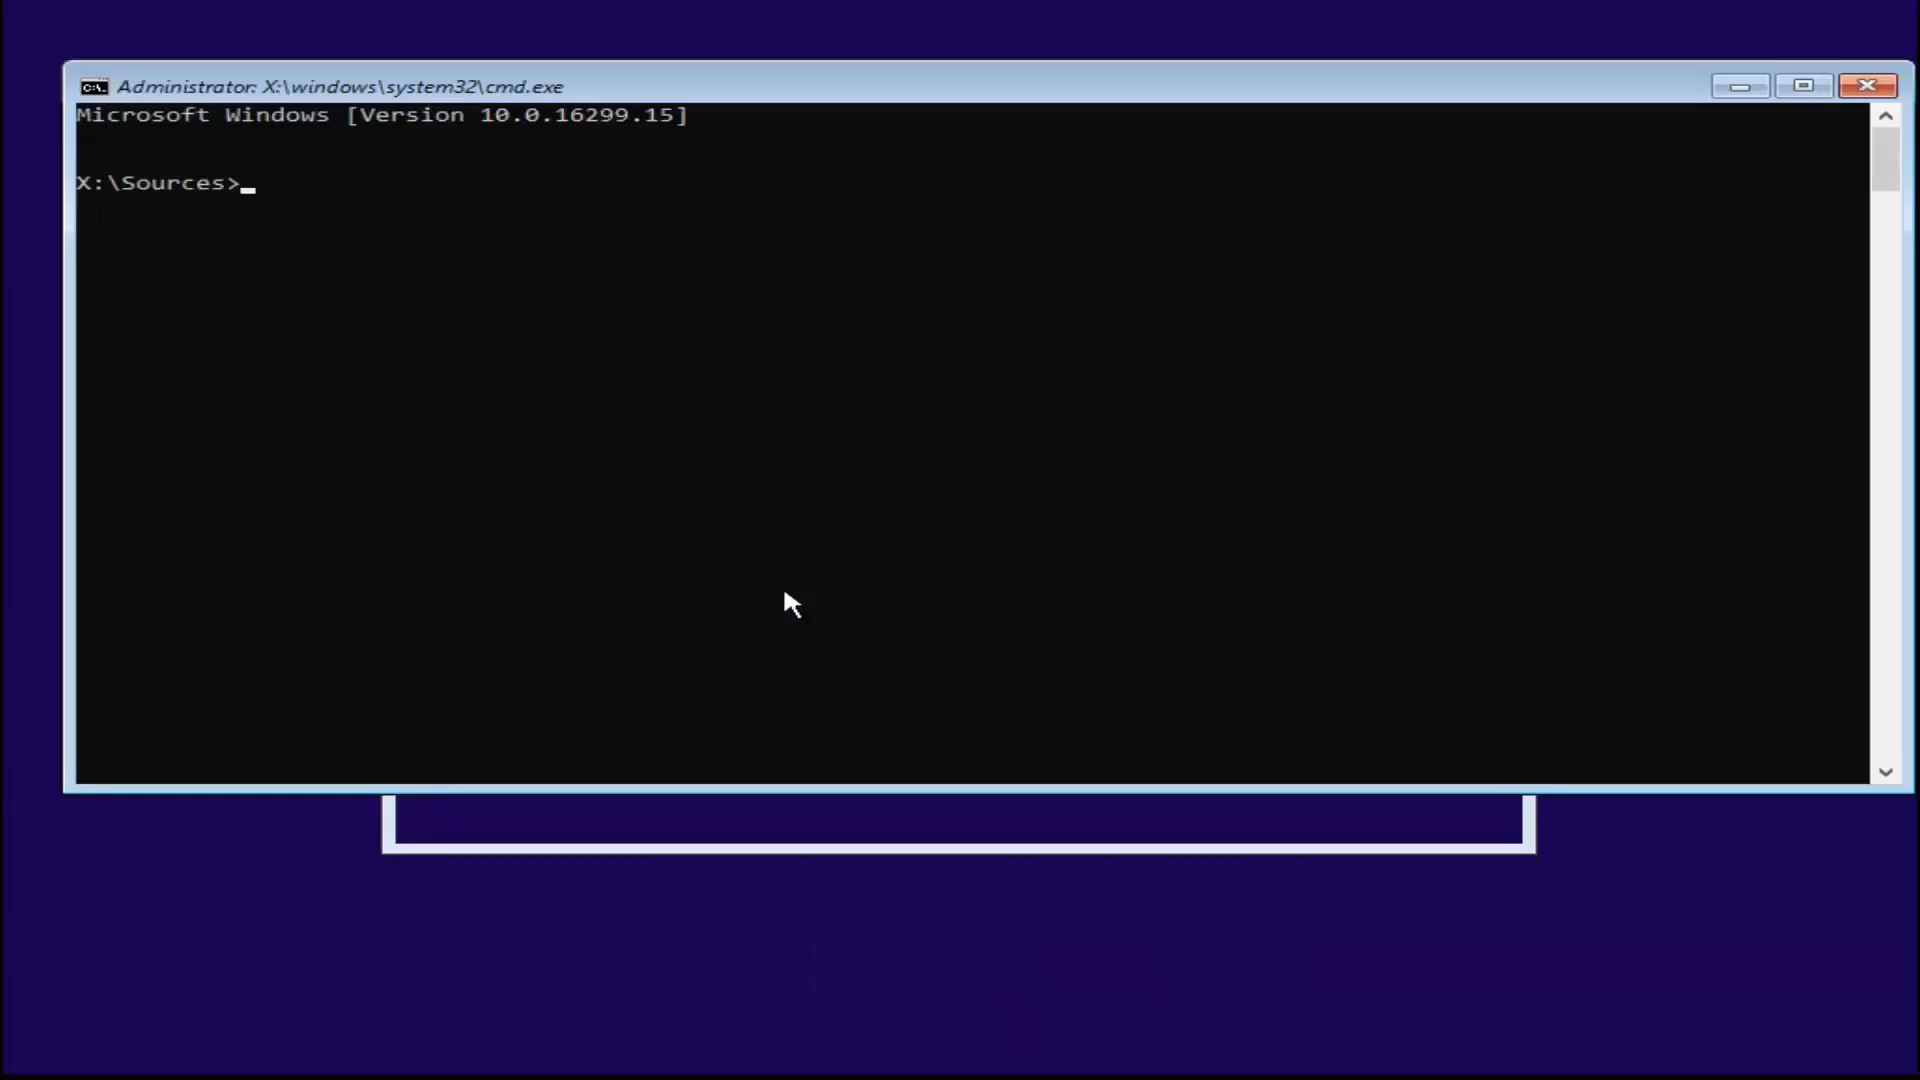 Administrator: X:\windows\system32\cmd.exe
Microsoft Windows [Version 10.0.16299.15]
X:\Sources>